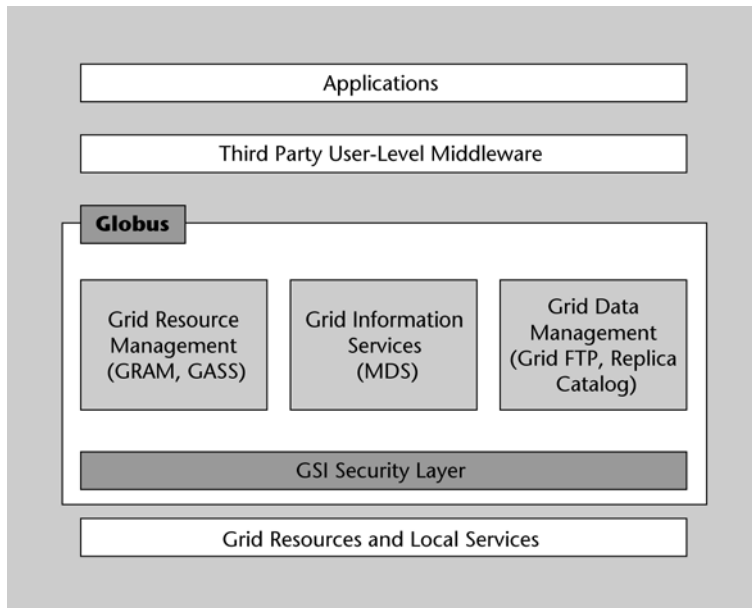 Applications
Third Party User-Level Middleware
Globus
Grid Resource
Management
(GRAM, GASS)
Grid Information
Services
(MDS)
Grid Data
Management
(Grid FTP, Replica
Catalog)
GSI Security Layer
Grid Resources and Local Services